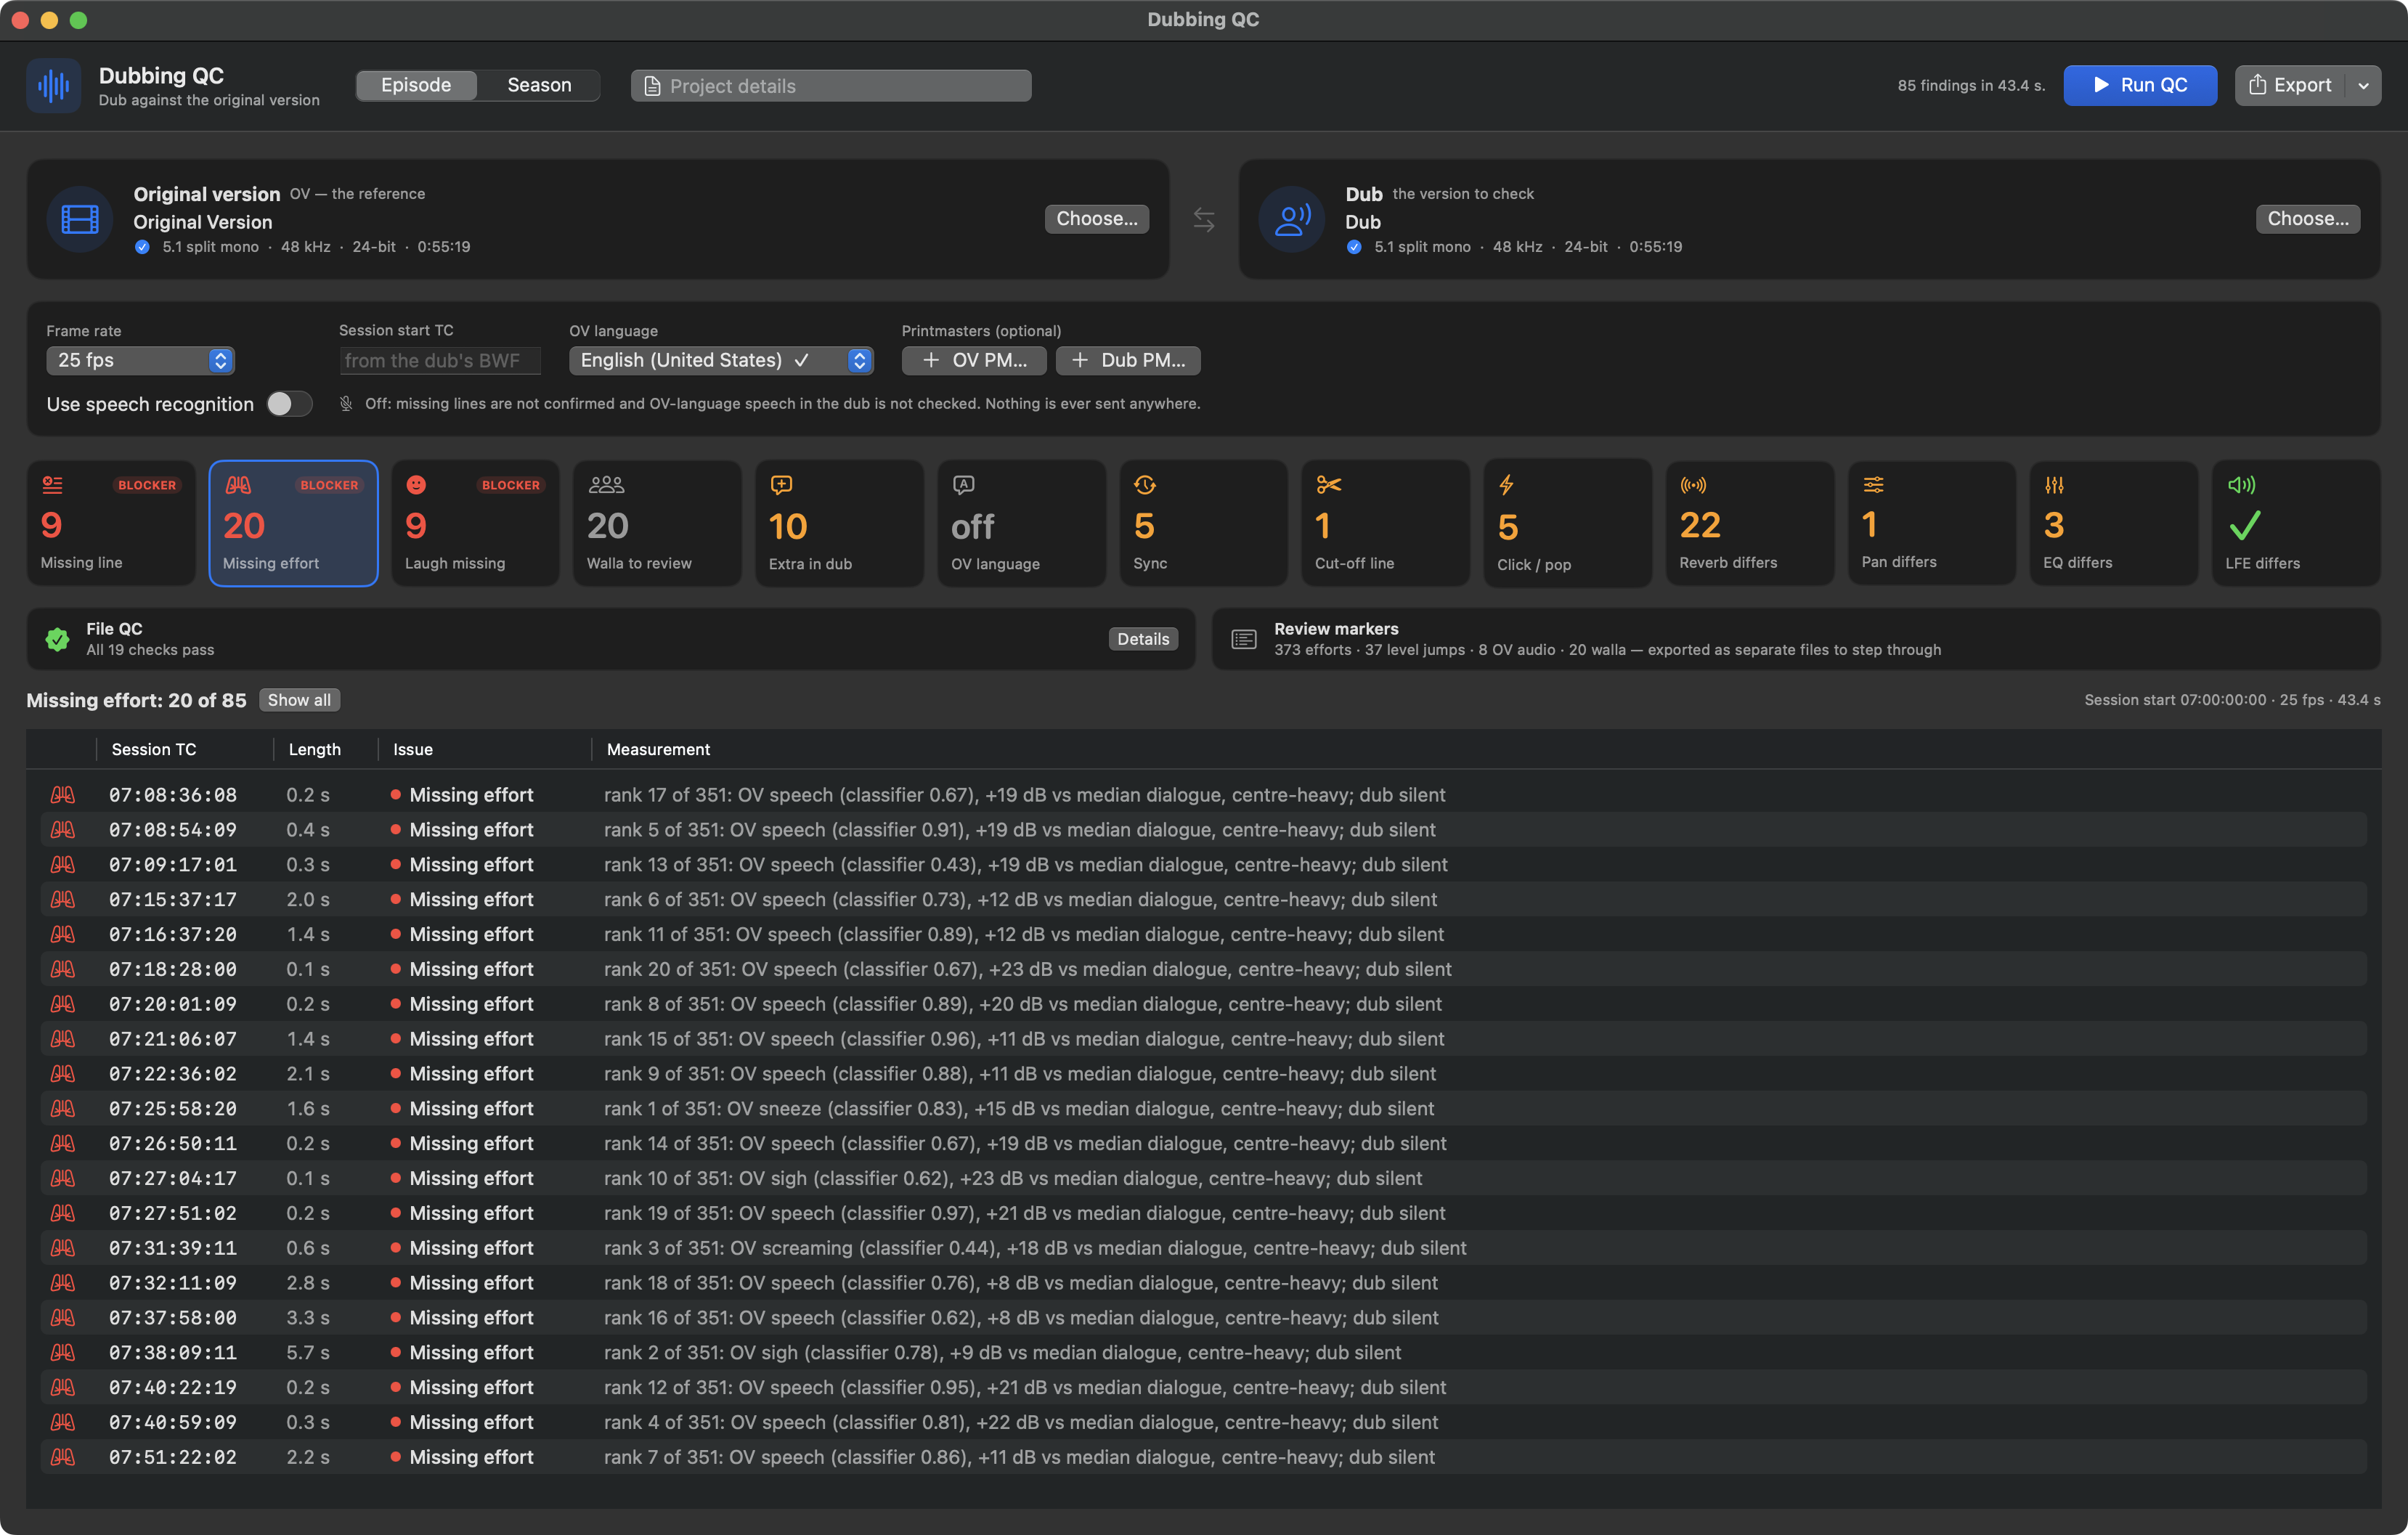 Dubbing QC
Dubbing QC
Dub against the original version
Episode
Season
Project details
85 findings in 43.4 s.
Run QC
Export
Original version OV — the reference
Original Version
5.1 split mono · 48 kHz · 24-bit · 0:55:19
Choose...
Dub the version to check
Dub
5.1 split mono · 48 kHz · 24-bit · 0:55:19
Choose...
Frame rate
25 fps
Session start TC
from the dub's BWF
OV language
English (United States) ✓
Printmasters (optional)
+ OV PM...
+ Dub PM...
Use speech recognition
Off: missing lines are not confirmed and OV-language speech in the dub is not checked. Nothing is ever sent anywhere.
BLOCKER
9
Missing line
BLOCKER
20
Missing effort
BLOCKER
9
Laugh missing
20
Walla to review
10
Extra in dub
A
off
OV language
5
Sync
1
Cut-off line
5
Click / pop
22
Reverb differs
1
Pan differs
3
EQ differs
LFE differs
File QC
All 19 checks pass
Details
Review markers
373 efforts · 37 level jumps · 8 OV audio · 20 walla — exported as separate files to step through
Missing effort: 20 of 85
Show all
Session start 07:00:00:00 · 25 fps · 43.4 s
Session TC Length Issue Measurement
07:08:36:08 0.2 s Missing effort rank 17 of 351: OV speech (classifier 0.67), +19 dB vs median dialogue, centre-heavy; dub silent
07:08:54:09 0.4 s Missing effort rank 5 of 351: OV speech (classifier 0.91), +19 dB vs median dialogue, centre-heavy; dub silent
07:09:17:01 0.3 s Missing effort rank 13 of 351: OV speech (classifier 0.43), +19 dB vs median dialogue, centre-heavy; dub silent
07:15:37:17 2.0 s Missing effort rank 6 of 351: OV speech (classifier 0.73), +12 dB vs median dialogue, centre-heavy; dub silent
07:16:37:20 1.4 s Missing effort rank 11 of 351: OV speech (classifier 0.89), +12 dB vs median dialogue, centre-heavy; dub silent
07:18:28:00 0.1 s Missing effort rank 20 of 351: OV speech (classifier 0.67), +23 dB vs median dialogue, centre-heavy; dub silent
07:20:01:09 0.2 s Missing effort rank 8 of 351: OV speech (classifier 0.89), +20 dB vs median dialogue, centre-heavy; dub silent
07:21:06:07 1.4 s Missing effort rank 15 of 351: OV speech (classifier 0.96), +11 dB vs median dialogue, centre-heavy; dub silent
07:22:36:02 2.1 s Missing effort rank 9 of 351: OV speech (classifier 0.88), +11 dB vs median dialogue, centre-heavy; dub silent
07:25:58:20 1.6 s Missing effort rank 1 of 351: OV sneeze (classifier 0.83), +15 dB vs median dialogue, centre-heavy; dub silent
07:26:50:11 0.2 s Missing effort rank 14 of 351: OV speech (classifier 0.67), +19 dB vs median dialogue, centre-heavy; dub silent
07:27:04:17 0.1 s Missing effort rank 10 of 351: OV sigh (classifier 0.62), +23 dB vs median dialogue, centre-heavy; dub silent
07:27:51:02 0.2 s Missing effort rank 19 of 351: OV speech (classifier 0.97), +21 dB vs median dialogue, centre-heavy; dub silent
07:31:39:11 0.6 s Missing effort rank 3 of 351: OV screaming (classifier 0.44), +18 dB vs median dialogue, centre-heavy; dub silent
07:32:11:09 2.8 s Missing effort rank 18 of 351: OV speech (classifier 0.76), +8 dB vs median dialogue, centre-heavy; dub silent
07:37:58:00 3.3 s Missing effort rank 16 of 351: OV speech (classifier 0.62), +8 dB vs median dialogue, centre-heavy; dub silent
07:38:09:11 5.7 s Missing effort rank 2 of 351: OV sigh (classifier 0.78), +9 dB vs median dialogue, centre-heavy; dub silent
07:40:22:19 0.2 s Missing effort rank 12 of 351: OV speech (classifier 0.95), +21 dB vs median dialogue, centre-heavy; dub silent
07:40:59:09 0.3 s Missing effort rank 4 of 351: OV speech (classifier 0.81), +22 dB vs median dialogue, centre-heavy; dub silent
07:51:22:02 2.2 s Missing effort rank 7 of 351: OV speech (classifier 0.86), +11 dB vs median dialogue, centre-heavy; dub silent